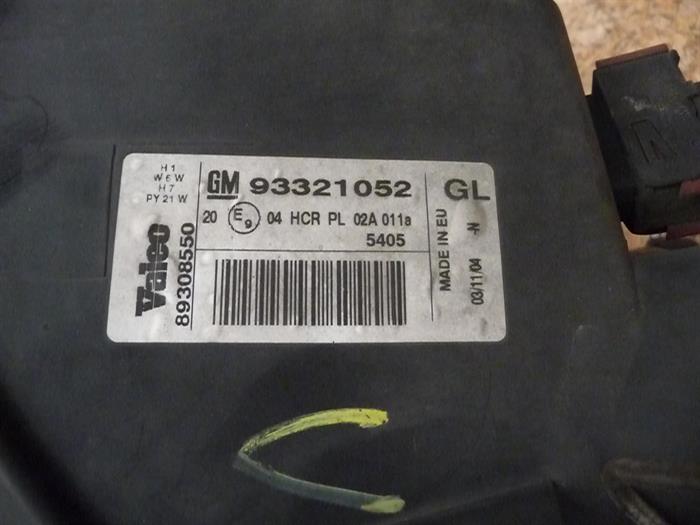 H1
W6W
H7
PY21W
Valeo
89308550
GM 93321052
20 E9 04 HCR PL 02A 011a
5405
GL
MADE IN EU
03/11/04 -N